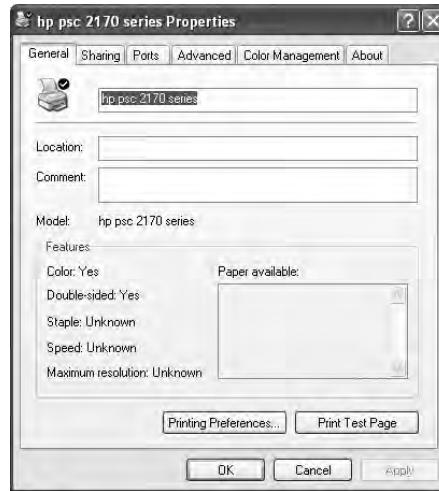 hp psc 2170 series Properties
General Sharing Ports Advanced Color Management About
hp psc 2170 series
Location:
Comment:
Model: hp psc 2170 series
Features
Color: Yes
Paper available:
Double-sided: Yes
Staple: Unknown
Speed: Unknown
Maximum resolution: Unknown
Printing Preferences... Print Test Page
OK Cancel Apply